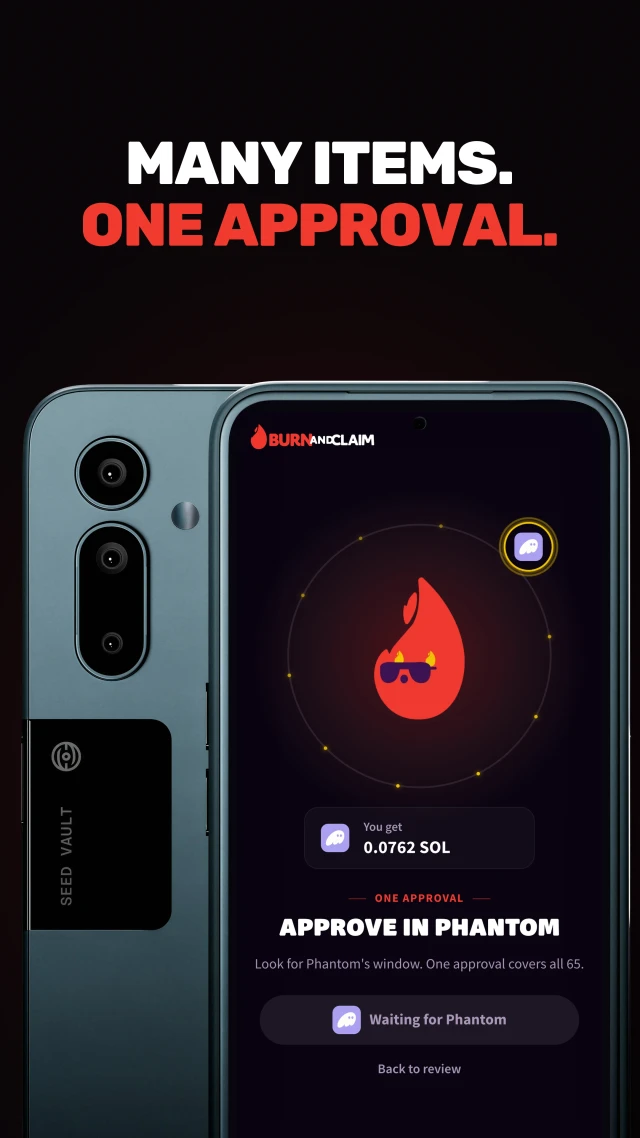 MANY ITEMS.
ONE APPROVAL.
BURNANDCLAIM
SEED VAULT
You get
0.0762 SOL
ONE APPROVAL
APPROVE IN PHANTOM
Look for Phantom's window. One approval covers all 65.
Waiting for Phantom
Back to review